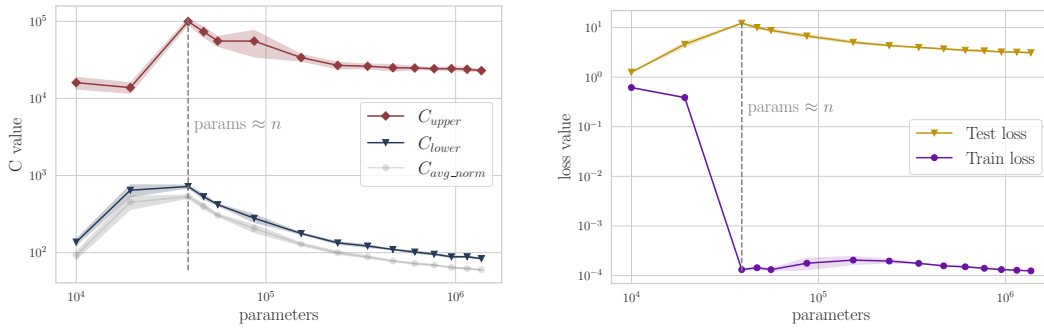 10^5
10^4
10^3
10^2
C value
params ≈ n
C_upper
C_lower
C_avg_norm
10^4
10^5
10^6
parameters
10^1
10^0
10^−1
10^−2
10^−3
10^−4
loss value
params ≈ n
Test loss
Train loss
10^4
10^5
10^6
parameters